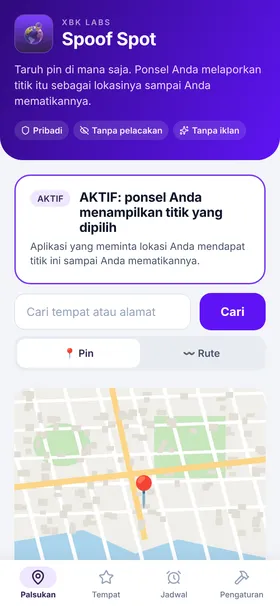 XBK LABS
Spoof Spot
Taruh pin di mana saja. Ponsel Anda melaporkan
titik itu sebagai lokasinya sampai Anda
mematikannya.
Pribadi
Tanpa pelacakan
Tanpa iklan
AKTIF
AKTIF: ponsel Anda
menampilkan titik yang
dipilih
Aplikasi yang meminta lokasi Anda mendapat
titik ini sampai Anda mematikannya.
Cari tempat atau alamat
Cari
Pin
Rute
Palsukan
Tempat
Jadwal
Pengaturan